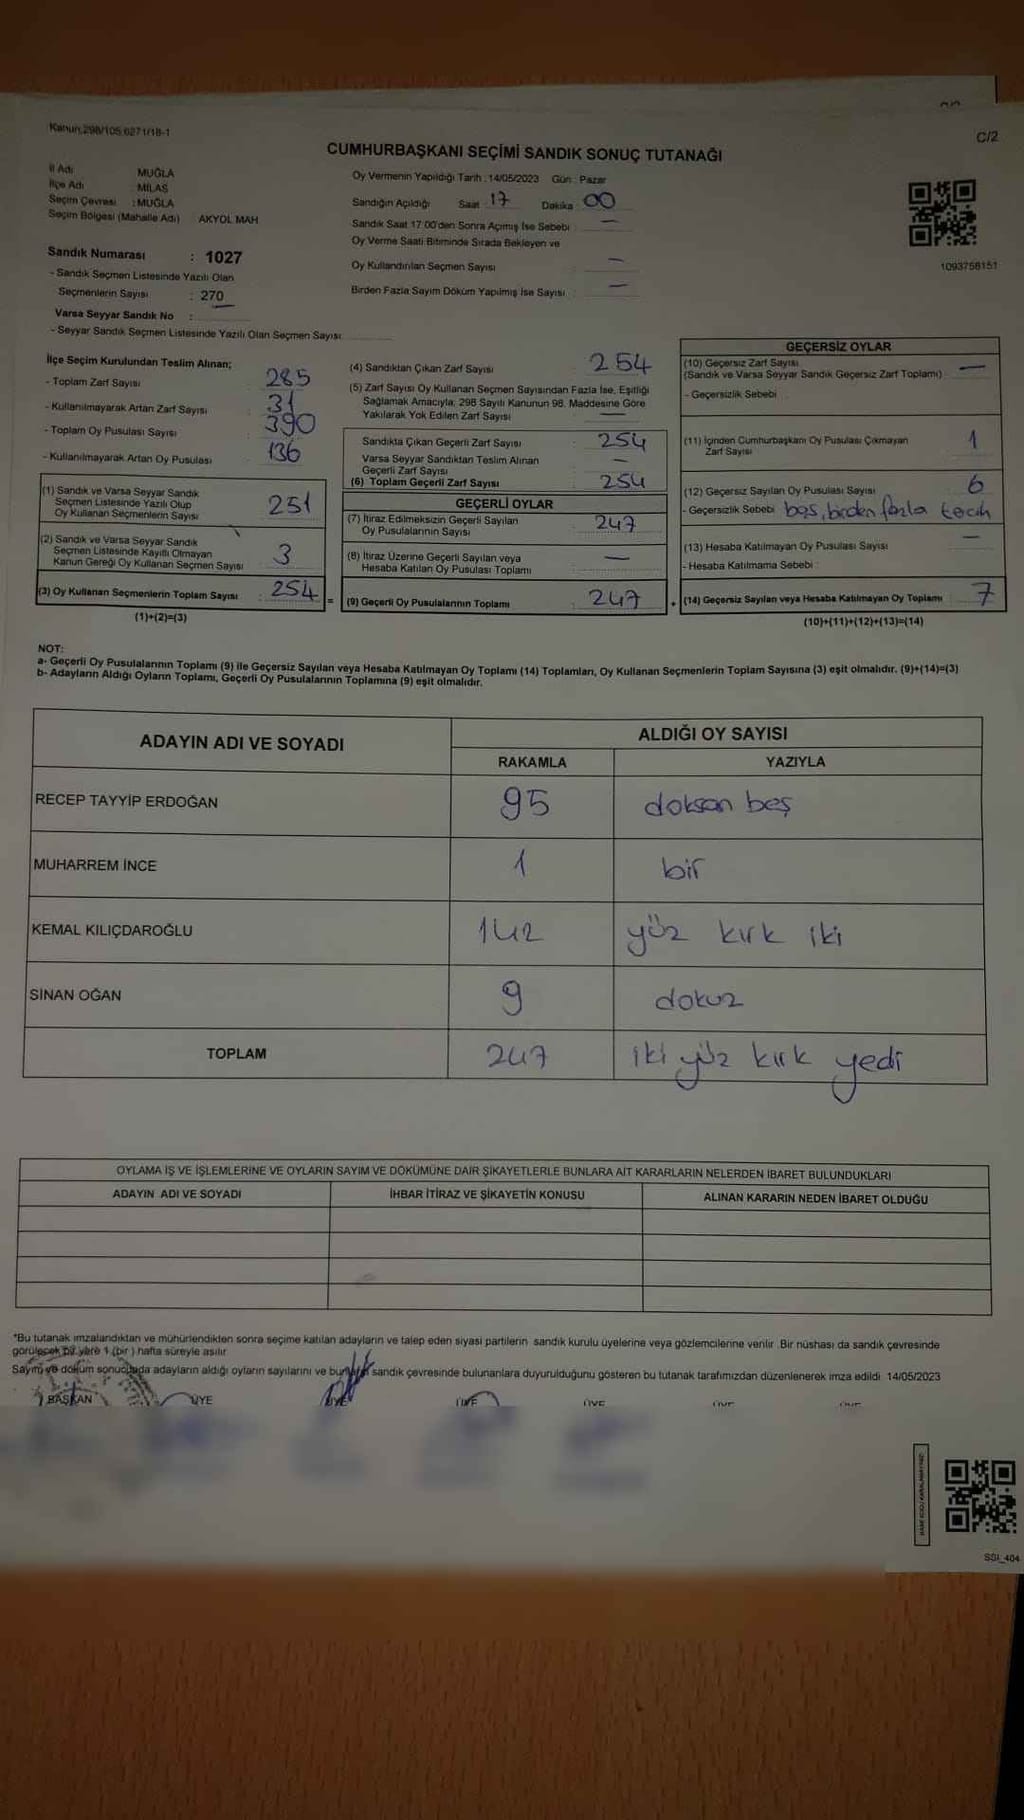 Kanun:298/105,6271/18-1
C/2
CUMHURBAŞKANI SEÇİMİ SANDIK SONUÇ TUTANAĞI
İl Adı : MUĞLA
İlçe Adı : MİLAS
Seçim Çevresi : MUĞLA
Seçim Bölgesi (Mahalle Adı) AKYOL MAH
Sandık Numarası : 1027
- Sandık Seçmen Listesinde Yazılı Olan
Seçmenlerin Sayısı : 270
Varsa Seyyar Sandık No :
- Seyyar Sandık Seçmen Listesinde Yazılı Olan Seçmen Sayısı
Oy Vermenin Yapıldığı Tarih : 14/05/2023 Gün : Pazar
Sandığın Açıldığı Saat : 17 Dakika : 00
Sandık Saat 17:00'den Sonra Açılmış İse Sebebi : —
Oy Verme Saati Bitiminde Sırada Bekleyen ve
Oy Kullandırılan Seçmen Sayısı : —
Birden Fazla Sayım Döküm Yapılmış İse Sayısı : —
1093758151
İlçe Seçim Kurulundan Teslim Alınan;
- Toplam Zarf Sayısı : 285
- Kullanılmayarak Artan Zarf Sayısı : 31
- Toplam Oy Pusulası Sayısı : 390
- Kullanılmayarak Artan Oy Pusulası : 136
(1) Sandık ve Varsa Seyyar Sandık
Seçmen Listesinde Yazılı Olup
Oy Kullanan Seçmenlerin Sayısı : 251
(2) Sandık ve Varsa Seyyar Sandık
Seçmen Listesinde Kayıtlı Olmayan
Kanun Gereği Oy Kullanan Seçmen Sayısı : 3
(3) Oy Kullanan Seçmenlerin Toplam Sayısı : 254
(1)+(2)=(3)
(4) Sandıktan Çıkan Zarf Sayısı : 254
(5) Zarf Sayısı Oy Kullanan Seçmen Sayısından Fazla İse, Eşitliği
Sağlamak Amacıyla; 298 Sayılı Kanunun 98. Maddesine Göre
Yakılarak Yok Edilen Zarf Sayısı : —
Sandıkta Çıkan Geçerli Zarf Sayısı : 254
Varsa Seyyar Sandıktan Teslim Alınan
Geçerli Zarf Sayısı : —
(6) Toplam Geçerli Zarf Sayısı : 254
GEÇERLİ OYLAR
(7) İtiraz Edilmeksizin Geçerli Sayılan
Oy Pusulalarının Sayısı : 247
(8) İtiraz Üzerine Geçerli Sayılan veya
Hesaba Katılan Oy Pusulası Toplamı : —
= (9) Geçerli Oy Pusulalarının Toplamı : 247
GEÇERSİZ OYLAR
(10) Geçersiz Zarf Sayısı
(Sandık ve Varsa Seyyar Sandık Geçersiz Zarf Toplamı) : —
- Geçersizlik Sebebi :
(11) İçinden Cumhurbaşkanı Oy Pusulası Çıkmayan
Zarf Sayısı : 1
(12) Geçersiz Sayılan Oy Pusulası Sayısı : 6
- Geçersizlik Sebebi : boş, birden fazla tercih
(13) Hesaba Katılmayan Oy Pusulası Sayısı : —
- Hesaba Katılmama Sebebi :
+ (14) Geçersiz Sayılan veya Hesaba Katılmayan Oy Toplamı : 7
(10)+(11)+(12)+(13)=(14)
NOT:
a- Geçerli Oy Pusulalarının Toplamı (9) ile Geçersiz Sayılan veya Hesaba Katılmayan Oy Toplamı (14) Toplamları, Oy Kullanan Seçmenlerin Toplam Sayısına (3) eşit olmalıdır. (9)+(14)=(3)
b- Adayların Aldığı Oyların Toplamı, Geçerli Oy Pusulalarının Toplamına (9) eşit olmalıdır.
ADAYIN ADI VE SOYADI ALDIĞI OY SAYISI
RAKAMLA YAZIYLA
RECEP TAYYİP ERDOĞAN 95 doksan beş
MUHARREM İNCE 1 bir
KEMAL KILIÇDAROĞLU 142 yüz kırk iki
SİNAN OĞAN 9 dokuz
TOPLAM 247 iki yüz kırk yedi
OYLAMA İŞ VE İŞLEMLERİNE VE OYLARIN SAYIM VE DÖKÜMÜNE DAİR ŞİKAYETLERLE BUNLARA AİT KARARLARIN NELERDEN İBARET BULUNDUKLARI
ADAYIN ADI VE SOYADI İHBAR İTİRAZ VE ŞİKAYETİN KONUSU ALINAN KARARIN NEDEN İBARET OLDUĞU
*Bu tutanak imzalandıktan ve mühürlendikten sonra seçime katılan adayların ve talep eden siyasi partilerin sandık kurulu üyelerine veya gözlemcilerine verilir. Bir nüshası da sandık çevresinde
görülecek bir yere 1 (bir) hafta süreyle asılır.
Sayım ve döküm sonucunda adayların aldığı oyların sayılarını ve bunların sandık çevresinde bulunanlara duyurulduğunu gösteren bu tutanak tarafımızdan düzenlenerek imza edildi. 14/05/2023
BAŞKAN ÜYE ÜYE ÜYE ÜYE ÜYE ÜYE
SSI_404